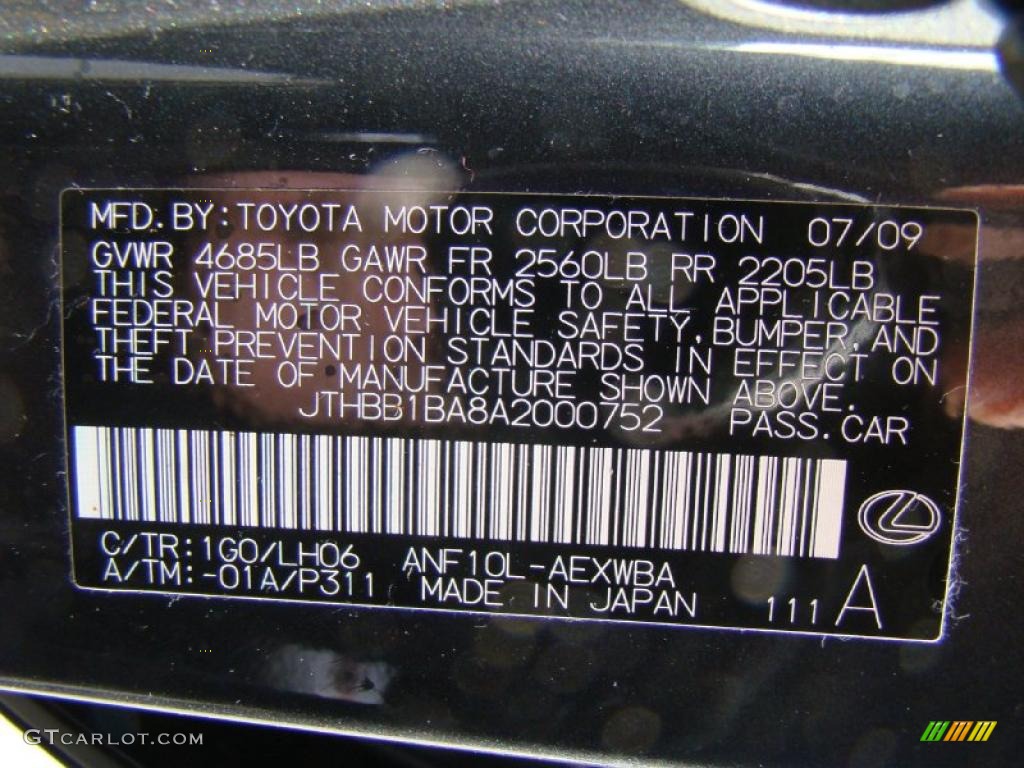 MFD. BY: TOYOTA MOTOR CORPORATION 07/09
GVWR 4685LB GAWR FR 2560LB RR 2205LB
THIS VEHICLE CONFORMS TO ALL APPLICABLE
FEDERAL MOTOR VEHICLE SAFETY, BUMPER, AND
THEFT PREVENTION STANDARDS IN EFFECT ON
THE DATE OF MANUFACTURE SHOWN ABOVE.
JTHBB1BA8A2000752 PASS. CAR
C/TR: 1G0/LH06 ANF10L-AEXWBA
A/TM: -01A/P311 MADE IN JAPAN 111 A
GTCARLOT.COM